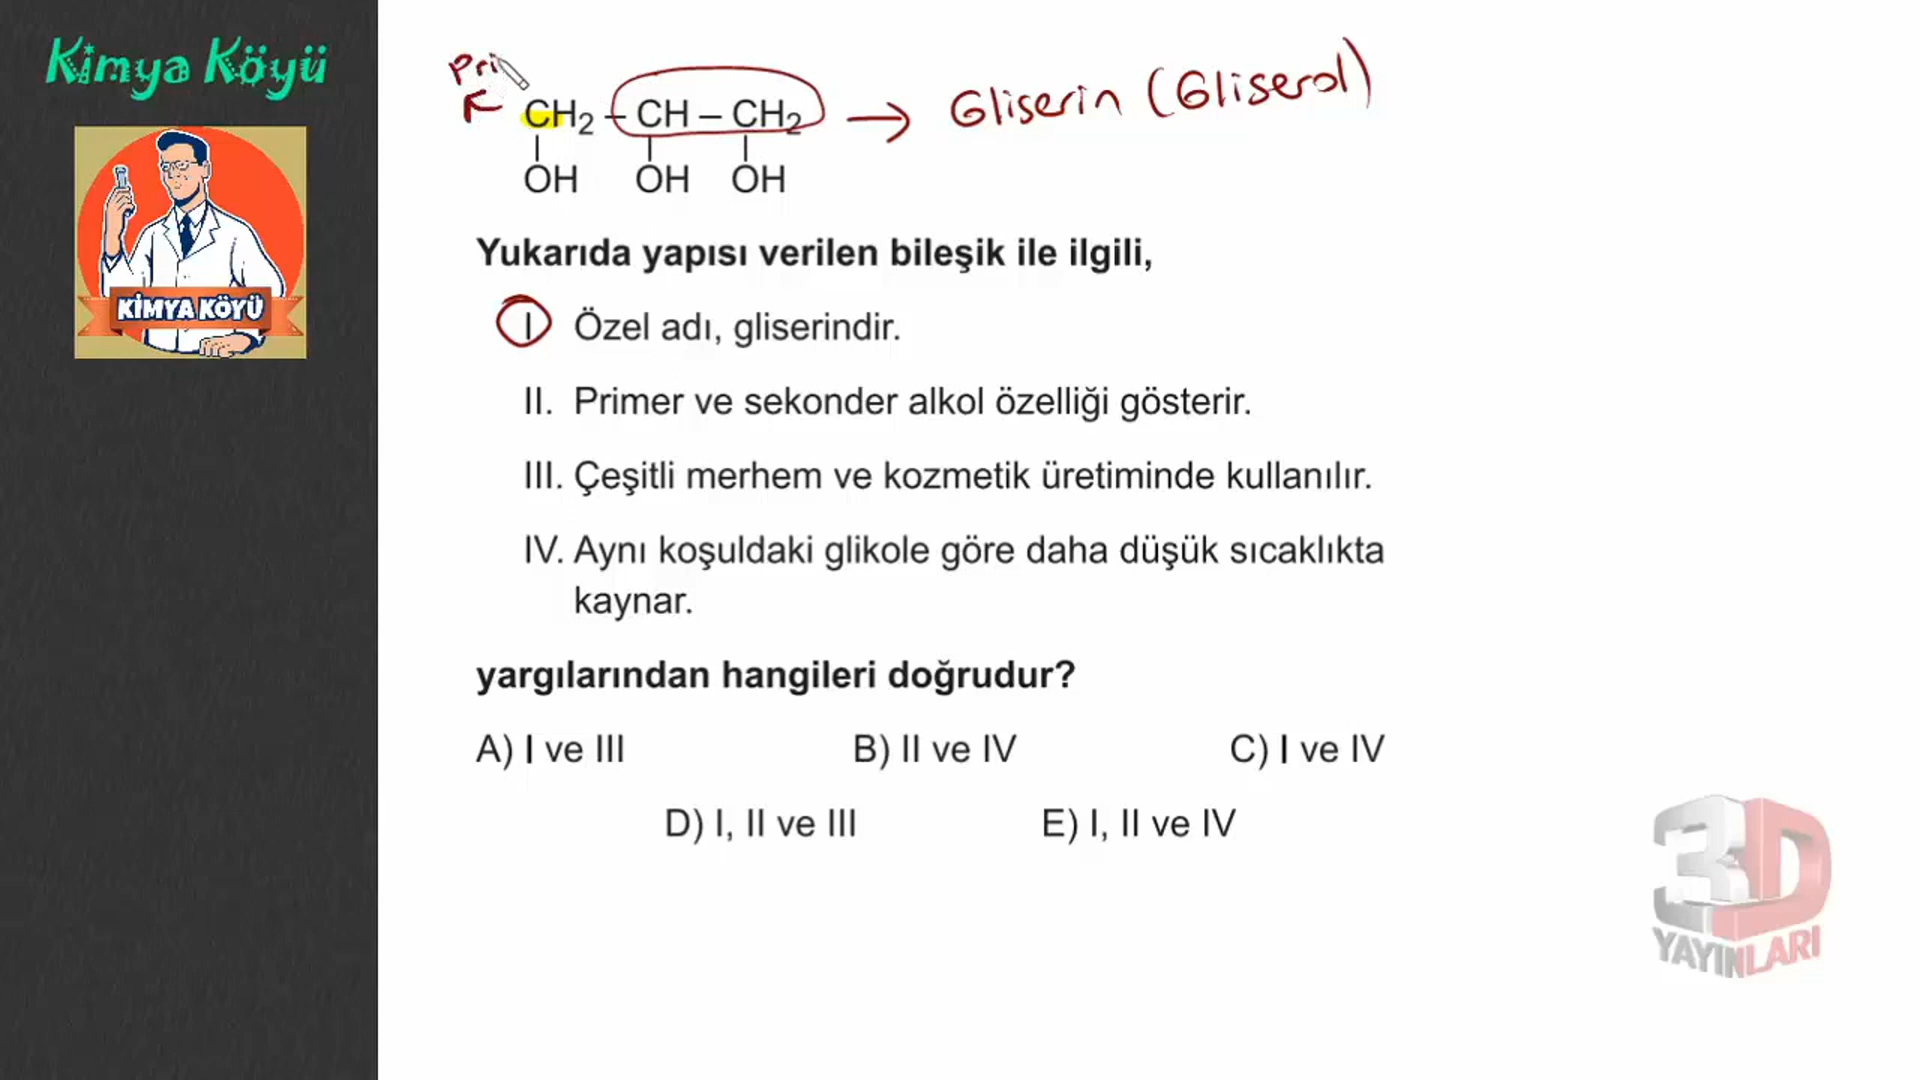 Kimya Köyü
KİMYA KÖYÜ
Pri
CH2 – CH – CH2 → Gliserin (Gliserol)
OH OH OH
Yukarıda yapısı verilen bileşik ile ilgili,
I Özel adı, gliserindir.
II. Primer ve sekonder alkol özelliği gösterir.
III. Çeşitli merhem ve kozmetik üretiminde kullanılır.
IV. Aynı koşuldaki glikole göre daha düşük sıcaklıkta
kaynar.
yargılarından hangileri doğrudur?
A) I ve III B) II ve IV C) I ve IV
D) I, II ve III E) I, II ve IV
3D
YAYINLARI